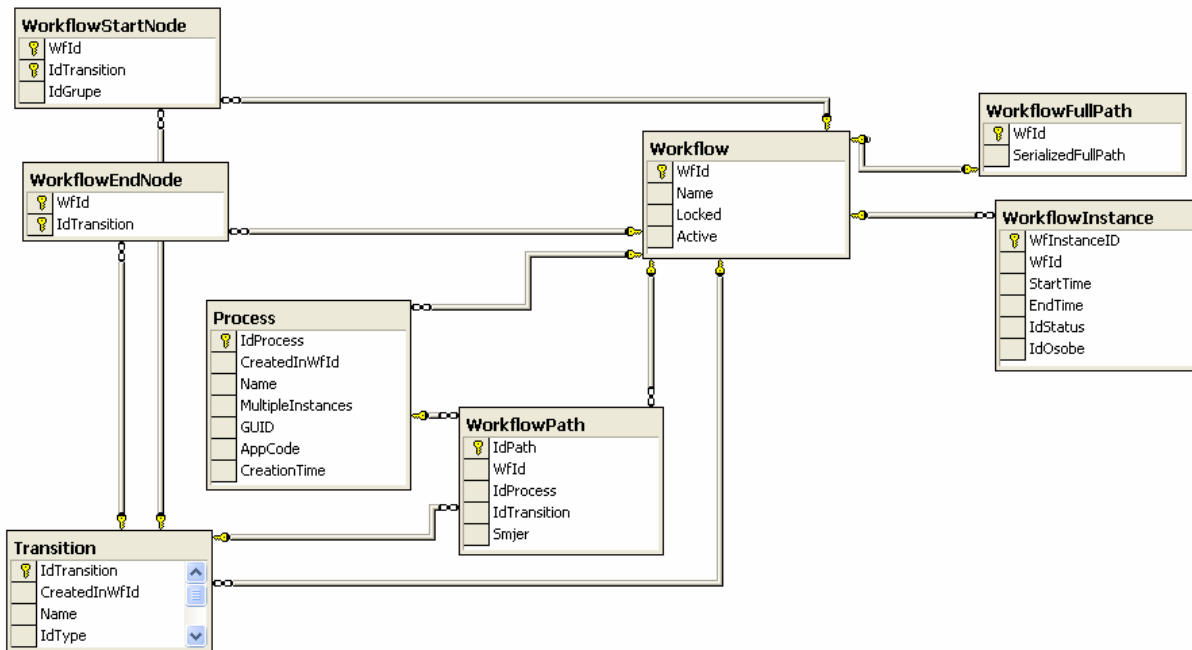 WorkflowStartNode
WfId
IdTransition
IdGrupe
WorkflowEndNode
WfId
IdTransition
Workflow
WfId
Name
Locked
Active
WorkflowFullPath
WfId
SerializedFullPath
WorkflowInstance
WfInstanceID
WfId
StartTime
EndTime
IdStatus
IdOsobe
Process
IdProcess
CreatedInWfId
Name
MultipleInstances
GUID
AppCode
CreationTime
WorkflowPath
IdPath
WfId
IdProcess
IdTransition
Smjer
Transition
IdTransition
CreatedInWfId
Name
IdType